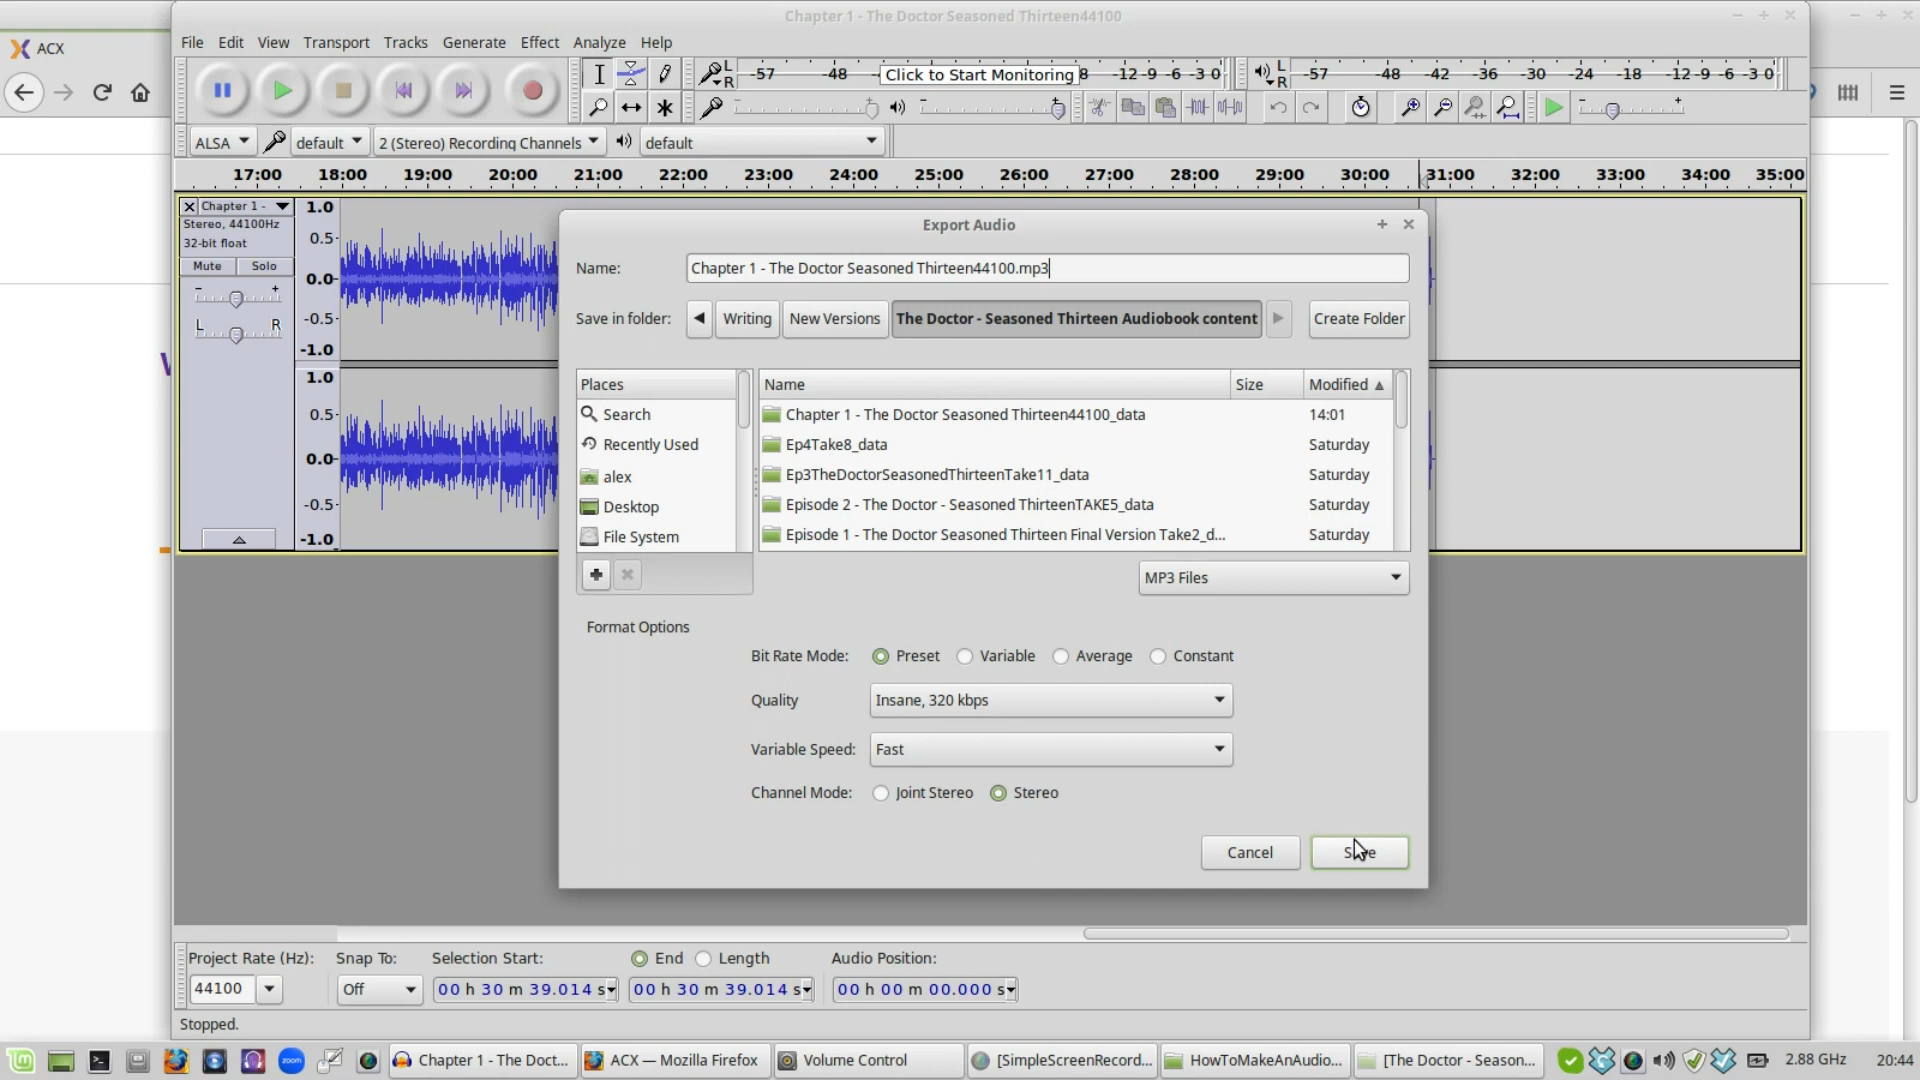 Chapter 1 - The Doctor Seasoned Thirteen44100
ACX
File Edit View Transport Tracks Generate Effect Analyze Help
L R -57 -48 Click to Start Monitoring 8 -12 -9 -6 -3 0 L R -57 -48 -42 -36 -30 -24 -18 -12 -9 -6 -3 0
ALSA default 2 (Stereo) Recording Channels default
17:00 18:00 19:00 20:00 21:00 22:00 23:00 24:00 25:00 26:00 27:00 28:00 29:00 30:00 31:00 32:00 33:00 34:00 35:00
Chapter 1 -
Stereo, 44100Hz
32-bit float
Mute Solo
- +
L R
1.0
0.5
0.0
-0.5
-1.0
1.0
0.5
0.0
-0.5
-1.0
Export Audio
Name: Chapter 1 - The Doctor Seasoned Thirteen44100.mp3
Save in folder: Writing New Versions The Doctor - Seasoned Thirteen Audiobook content Create Folder
Places
Search
Recently Used
alex
Desktop
File System
Name Size Modified
Chapter 1 - The Doctor Seasoned Thirteen44100_data 14:01
Ep4Take8_data Saturday
Ep3TheDoctorSeasonedThirteenTake11_data Saturday
Episode 2 - The Doctor - Seasoned ThirteenTAKE5_data Saturday
Episode 1 - The Doctor Seasoned Thirteen Final Version Take2_d... Saturday
MP3 Files
Format Options
Bit Rate Mode: Preset Variable Average Constant
Quality Insane, 320 kbps
Variable Speed: Fast
Channel Mode: Joint Stereo Stereo
Cancel Save
Project Rate (Hz): Snap To: Selection Start: End Length Audio Position:
44100 Off 00 h 30 m 39.014 s 00 h 30 m 39.014 s 00 h 00 m 00.000 s
Stopped.
zoom Chapter 1 - The Doct... ACX — Mozilla Firefox Volume Control [SimpleScreenRecord... HowToMakeAnAudio... [The Doctor - Season... 2.88 GHz 20:44